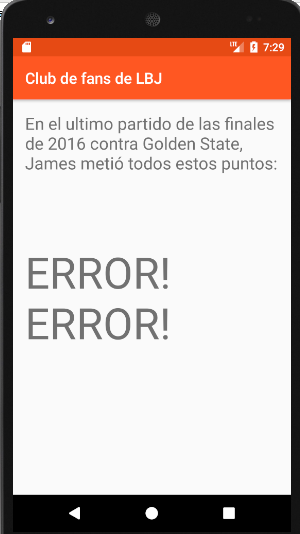 LTE 7:29
Club de fans de LBJ
En el ultimo partido de las finales
de 2016 contra Golden State,
James metió todos estos puntos:
ERROR!
ERROR!